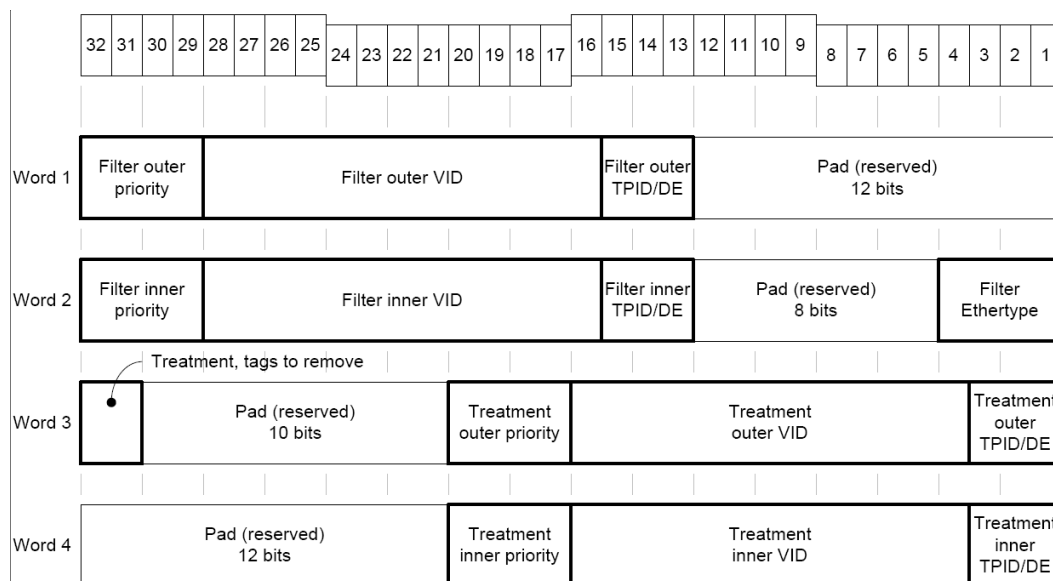 32 31 30 29 28 27 26 25 24 23 22 21 20 19 18 17 16 15 14 13 12 11 10 9 8 7 6 5 4 3 2 1
Word 1
Filter outer
priority
Filter outer VID
Filter outer
TPID/DE
Pad (reserved)
12 bits
Word 2
Filter inner
priority
Filter inner VID
Filter inner
TPID/DE
Pad (reserved)
8 bits
Filter
Ethertype
Treatment, tags to remove
Word 3
Pad (reserved)
10 bits
Treatment
outer priority
Treatment
outer VID
Treatment
outer
TPID/DE
Word 4
Pad (reserved)
12 bits
Treatment
inner priority
Treatment
inner VID
Treatment
inner
TPID/DE